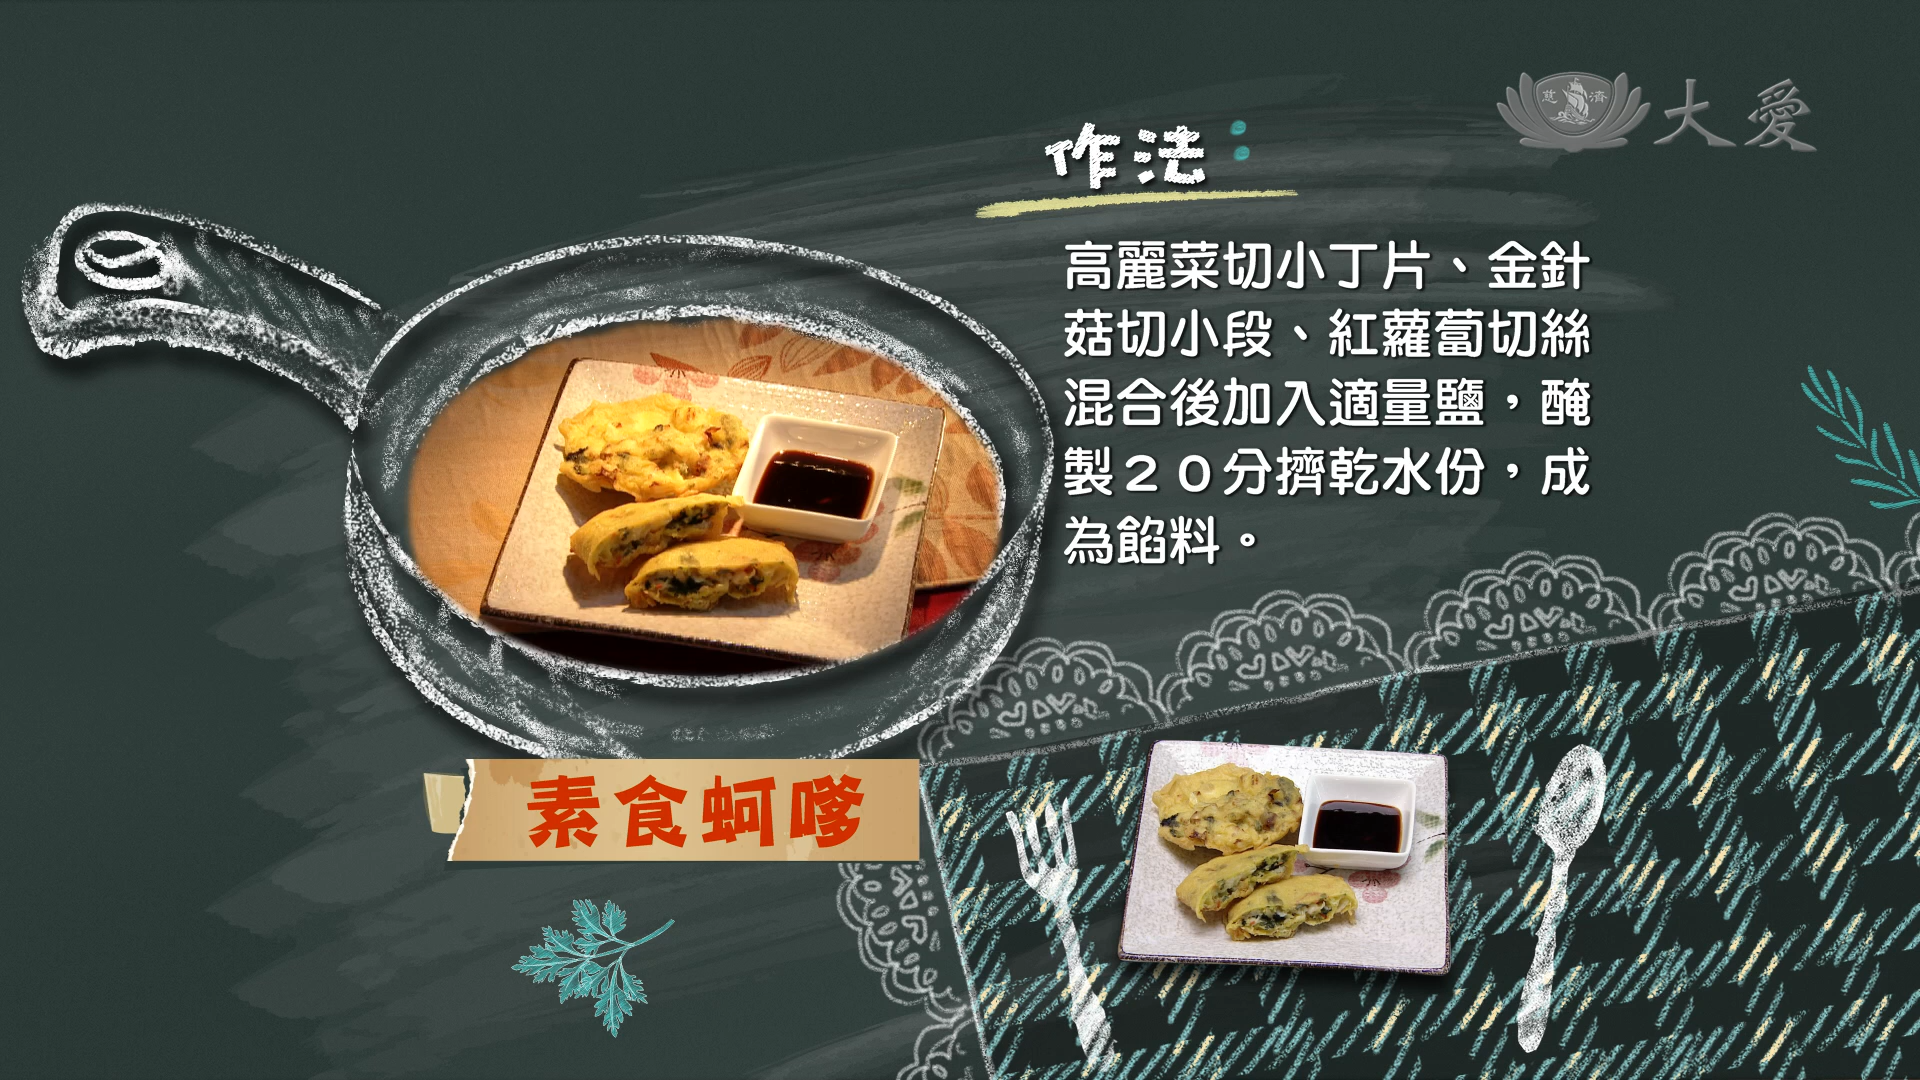 慈濟 大愛
作法：
高麗菜切小丁片、金針
菇切小段、紅蘿蔔切絲
混合後加入適量鹽，醃
製２０分擠乾水份，成
為餡料。
素食蚵嗲